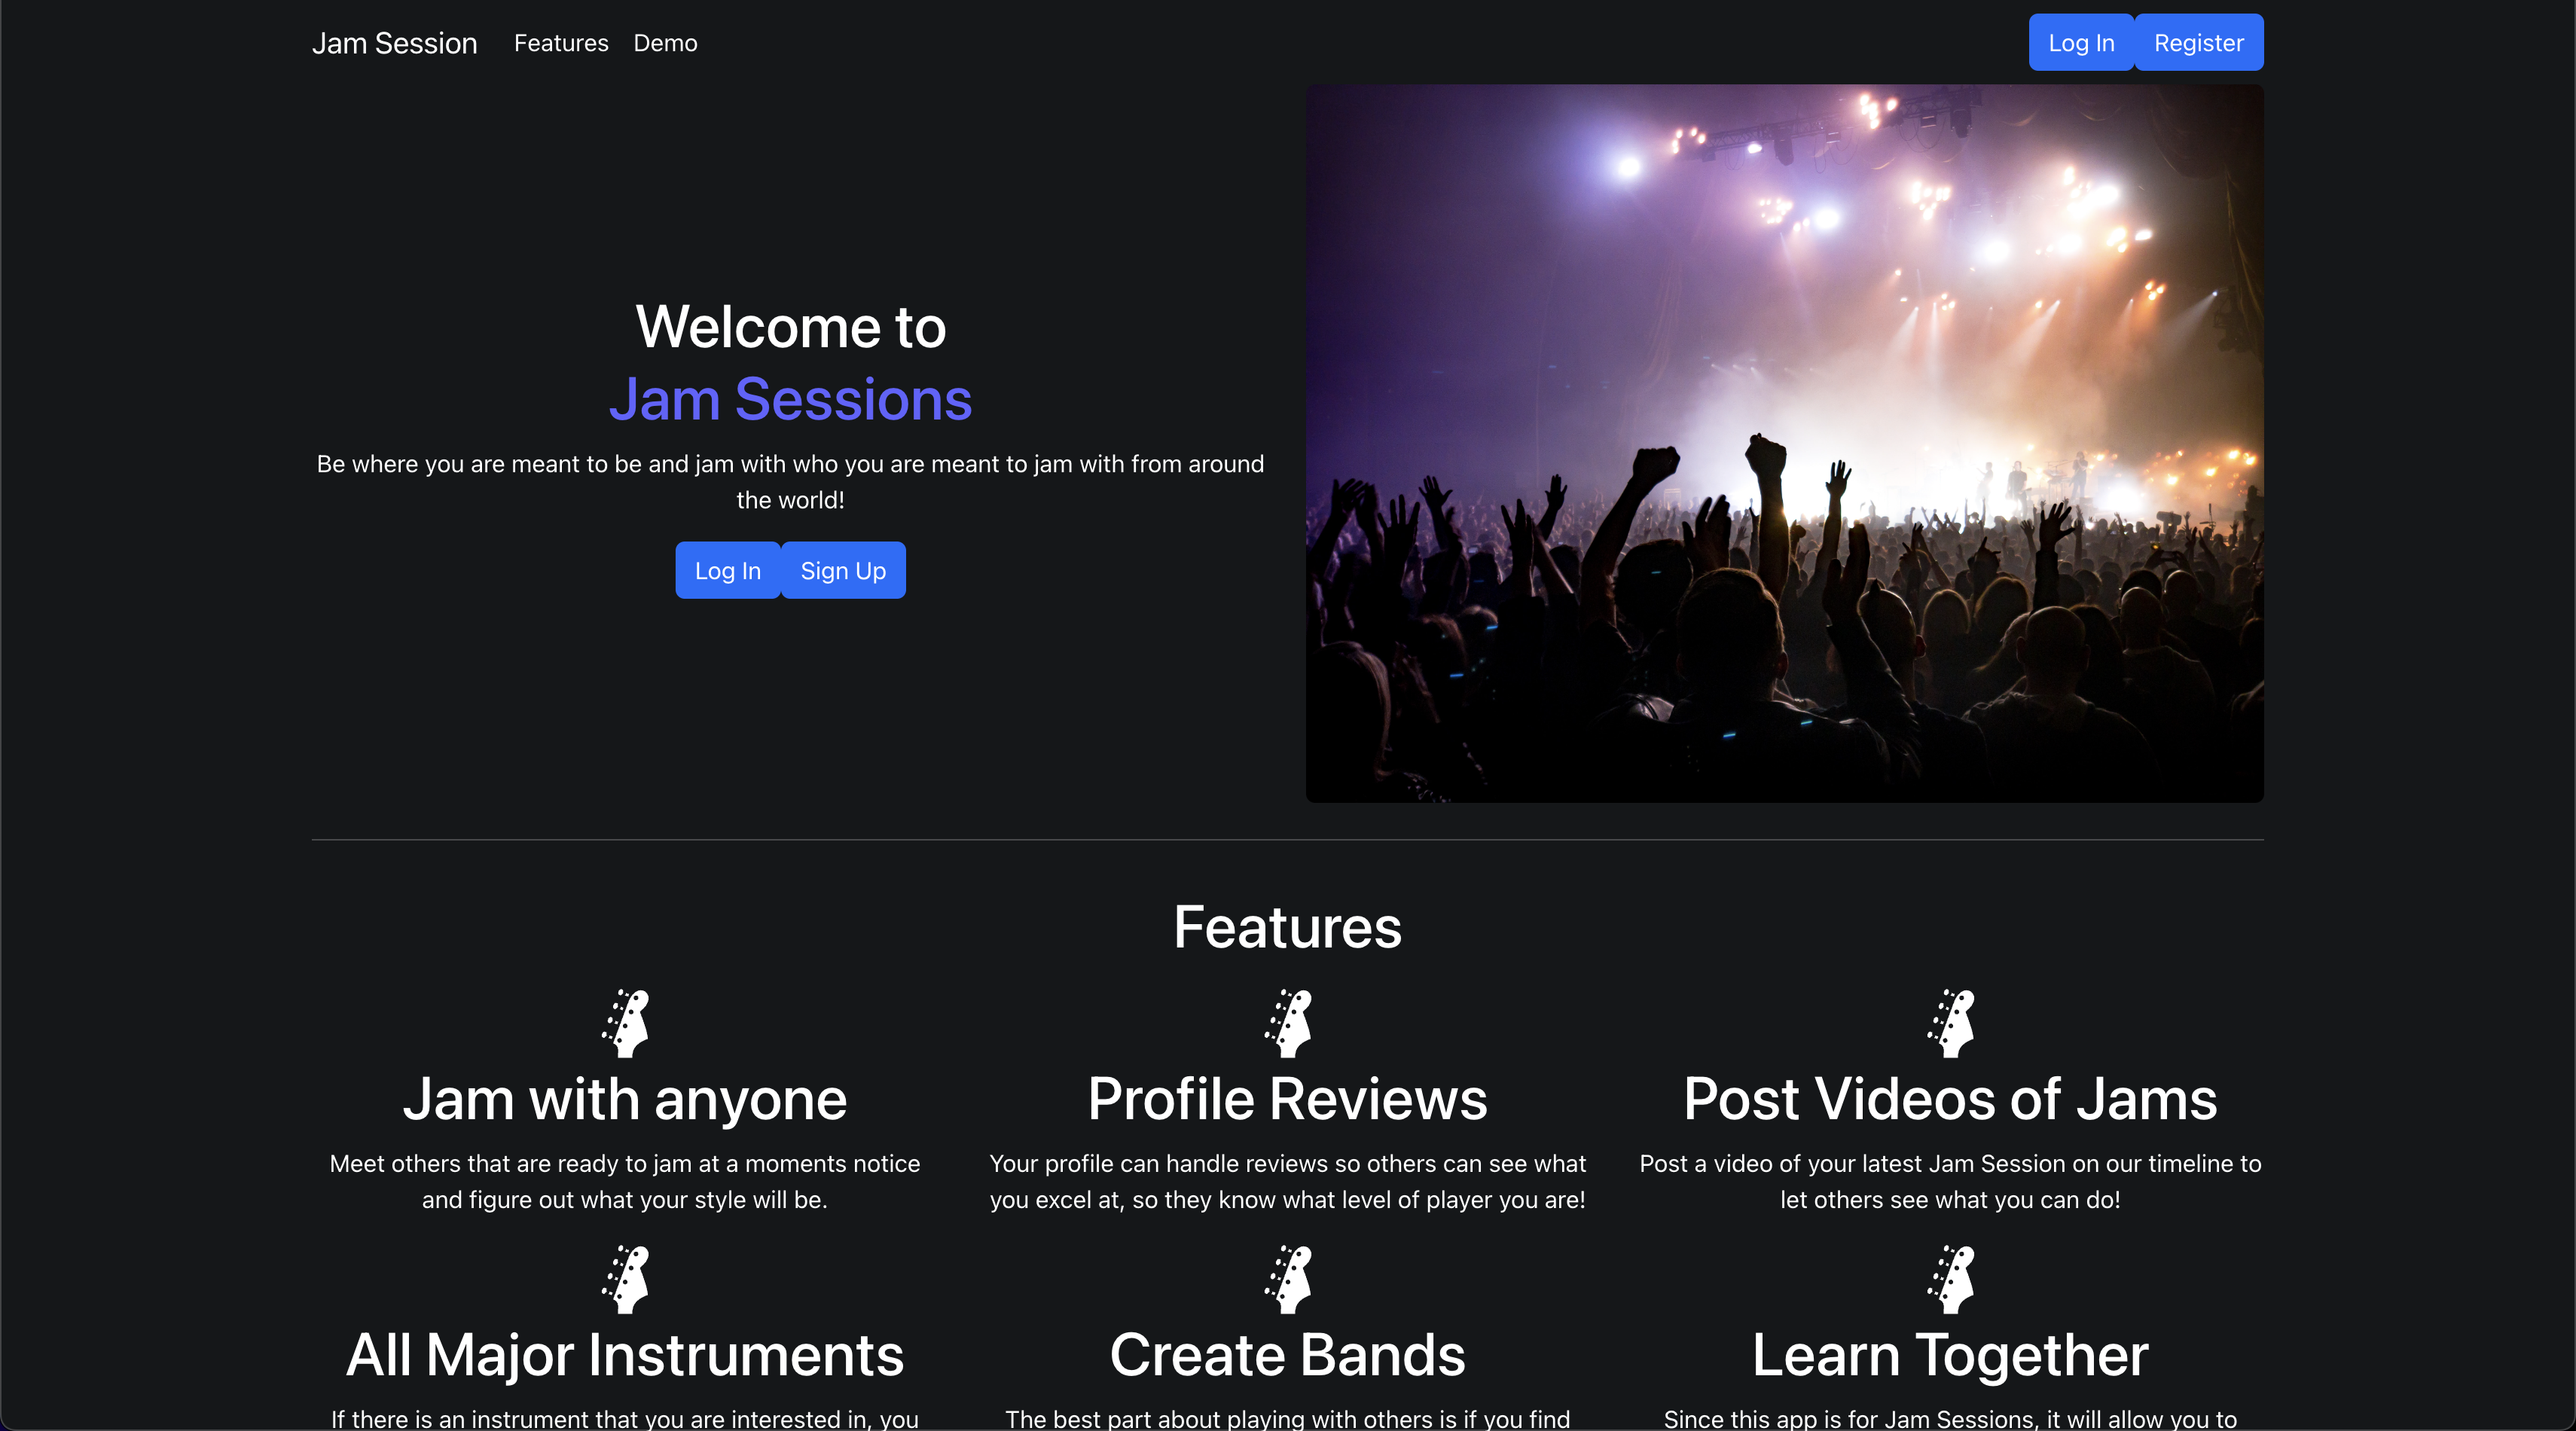 Jam Session Features Demo Log In Register
Welcome to
Jam Sessions
Be where you are meant to be and jam with who you are meant to jam with from around
the world!
Log In Sign Up
Features
Jam with anyone
Meet others that are ready to jam at a moments notice
and figure out what your style will be.
Profile Reviews
Your profile can handle reviews so others can see what
you excel at, so they know what level of player you are!
Post Videos of Jams
Post a video of your latest Jam Session on our timeline to
let others see what you can do!
All Major Instruments
If there is an instrument that you are interested in, you
Create Bands
The best part about playing with others is if you find
Learn Together
Since this app is for Jam Sessions, it will allow you to